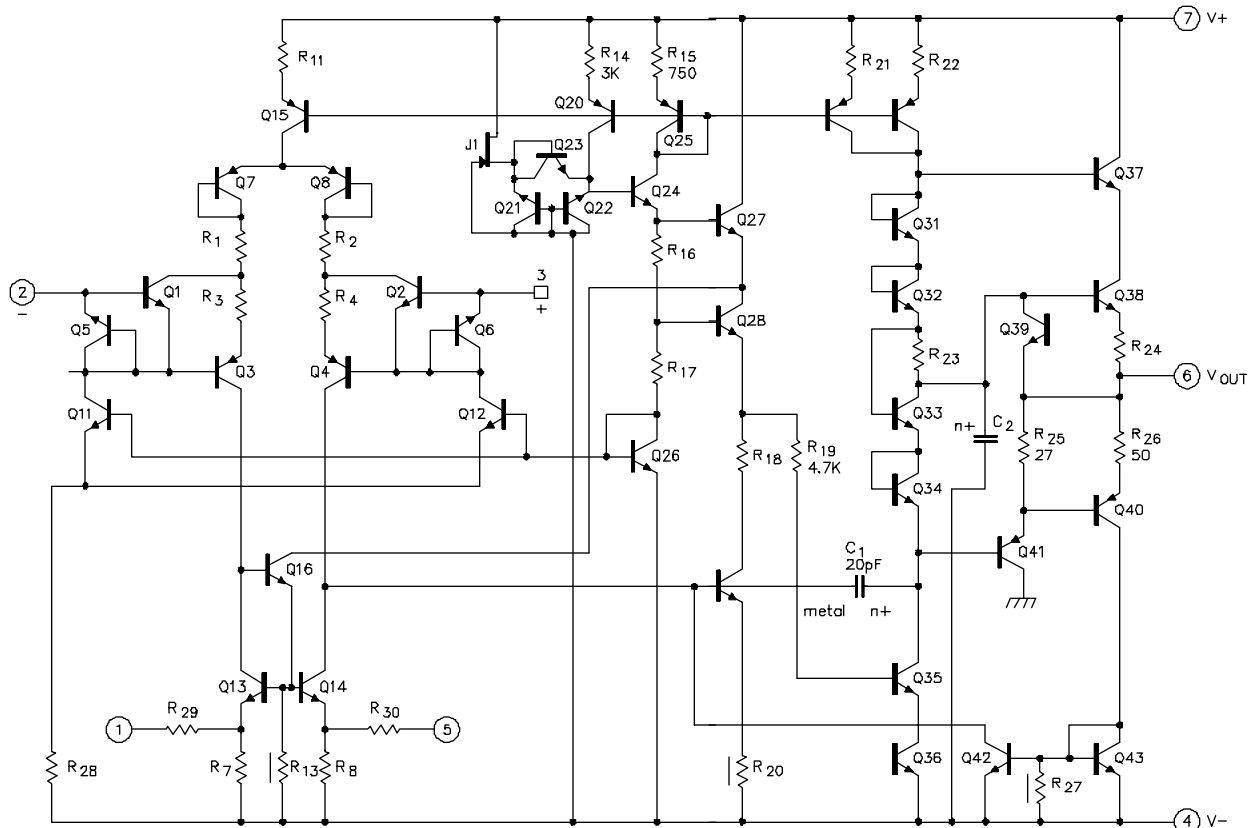 7 V+
R11
R14
3K
R15
750
R21
R22
Q15
Q20
Q25
J1
Q23
Q7
Q8
Q21
Q22
Q24
Q27
Q37
Q31
R1
R2
R16
2
-
Q1
R3
R4
Q2
3
+
Q32
Q38
Q5
Q6
Q28
Q39
R24
Q3
Q4
R17
R23
6 VOUT
Q11
Q12
Q33
n+
C2
R25
27
R26
50
Q26
R18
R19
4.7K
Q34
Q40
Q16
C1
20pF
Q41
metal
n+
Q13
Q14
Q35
1
R29
R30
5
R28
R7
R13
R8
R20
Q36
Q42
Q43
R27
4 V-